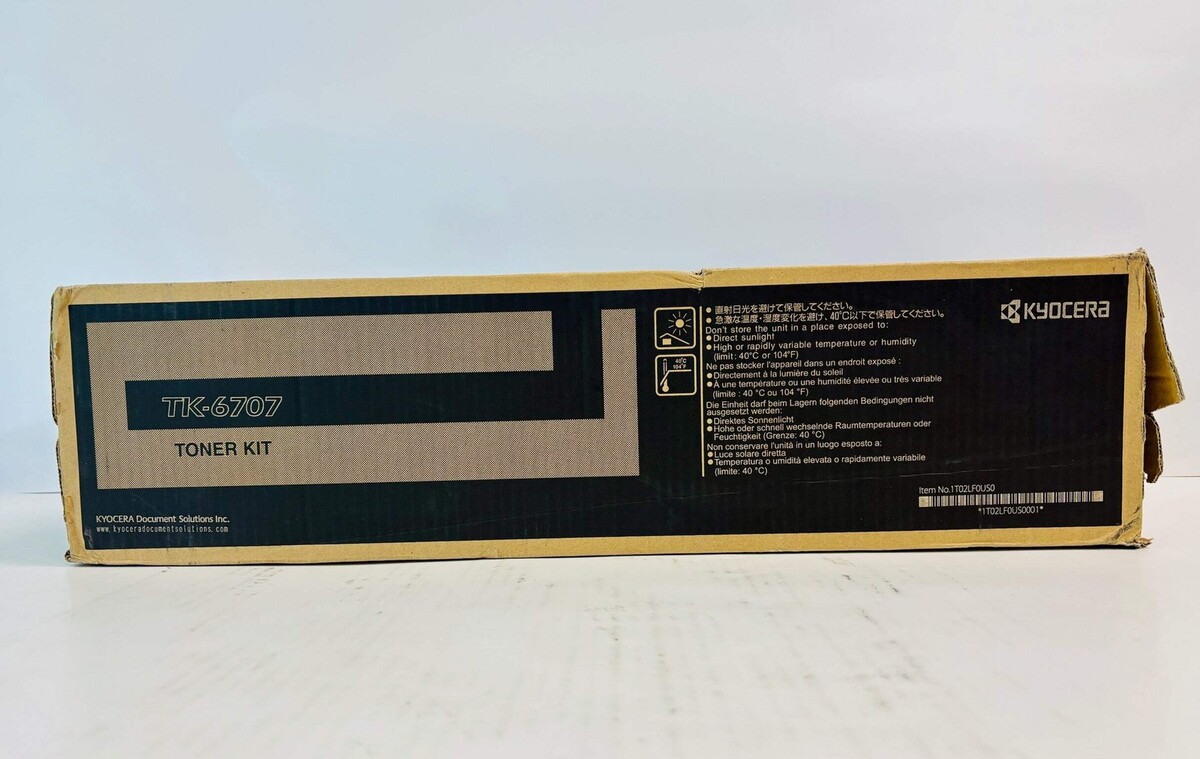 TK-6707
TONER KIT
KYOCERA Document Solutions Inc.
www.kyoceradocumentsolutions.com
40°C
104°F
● 直射日光を避けて保管してください。
● 急激な温度・湿度変化を避け、40°C以下で保管してください。
Don't store the unit in a place exposed to:
● Direct sunlight
● High or rapidly variable temperature or humidity
(limit: 40°C or 104°F)
Ne pas stocker l'appareil dans un endroit exposé :
● Directement à la lumière du soleil
● À une température ou une humidité élevée ou très variable
(limite : 40 °C ou 104 °F)
Die Einheit darf beim Lagern folgenden Bedingungen nicht
ausgesetzt werden:
● Direktes Sonnenlicht
● Hohe oder schnell wechselnde Raumtemperaturen oder
Feuchtigkeit (Grenze: 40 °C)
Non conservare l'unità in un luogo esposto a:
● Luce solare diretta
● Temperatura o umidità elevata o rapidamente variabile
(limite: 40 °C)
KYOCERA
Item No.1T02LF0US0
*1T02LF0US0001*